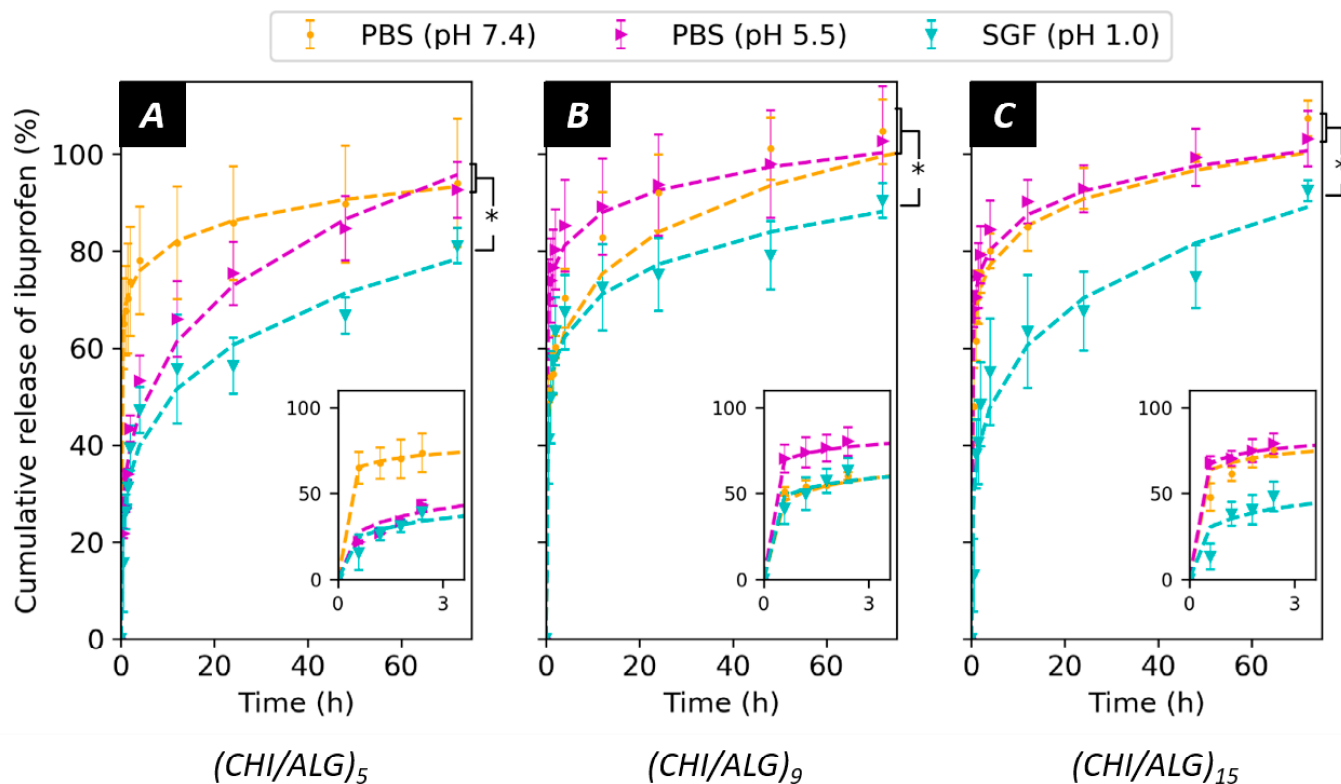 PBS (pH 7.4) PBS (pH 5.5) SGF (pH 1.0)
A B C
Cumulative release of ibuprofen (%)
100
80
60
40
20
0
* * *
100
50
0
0 3
100
50
0
0 3
100
50
0
0 3
0 20 40 60
0 20 40 60
0 20 40 60
Time (h) Time (h) Time (h)
(CHI/ALG)5 (CHI/ALG)9 (CHI/ALG)15